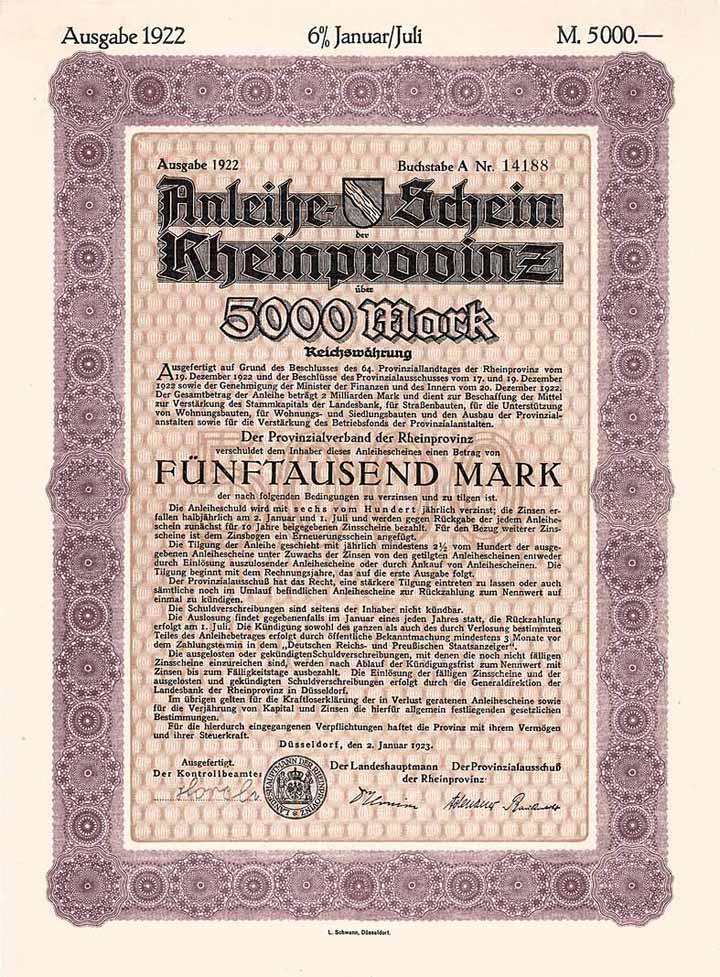 Ausgabe 1922 6% Januar/Juli M. 5000.—
Ausgabe 1922 Buchstabe A Nr. 14188
Anleihe-Schein
der
Rheinprovinz
über
5000 Mark
Reichswährung
Ausgefertigt auf Grund des Beschlusses des 64. Provinziallandtages der Rheinprovinz vom
19. Dezember 1922 und der Beschlüsse des Provinzialausschusses vom 17. und 19. Dezember
1922 sowie der Genehmigung der Minister der Finanzen und des Innern vom 20. Dezember 1922.
Der Gesamtbetrag der Anleihe beträgt 2 Milliarden Mark und dient zur Beschaffung der Mittel
zur Verstärkung des Stammkapitals der Landesbank, für Straßenbauten, für die Unterstützung
von Wohnungsbauten, für Wohnungs- und Siedlungsbauten und den Ausbau der Provinzial-
anstalten sowie für die Verstärkung des Betriebsfonds der Provinzialanstalten.
Der Provinzialverband der Rheinprovinz
verschuldet dem Inhaber dieses Anleihescheines einen Betrag von
FÜNFTAUSEND MARK
der nach folgenden Bedingungen zu verzinsen und zu tilgen ist.
Die Anleiheschuld wird mit sechs vom Hundert jährlich verzinst; die Zinsen er-
fallen halbjährlich am 2. Januar und 1. Juli und werden gegen Rückgabe der jedem Anleihe-
schein zunächst für 10 Jahre beigegebenen Zinsscheine bezahlt. Für den Bezug weiterer Zins-
scheine ist dem Zinsbogen ein Erneuerungsschein angefügt.
Die Tilgung der Anleihe geschieht mit jährlich mindestens 2½ vom Hundert der ausge-
gebenen Anleihescheine unter Zuwachs der Zinsen von den getilgten Anleihescheinen entweder
durch Einlösung auszulosender Anleihescheine oder durch Ankauf von Anleihescheinen. Die
Tilgung beginnt mit dem Rechnungsjahre, das auf die erste Ausgabe folgt.
Der Provinzialausschuß hat das Recht, eine stärkere Tilgung eintreten zu lassen oder auch
sämtliche noch im Umlauf befindlichen Anleihescheine zur Rückzahlung zum Nennwert auf
einmal zu kündigen.
Die Schuldverschreibungen sind seitens der Inhaber nicht kündbar.
Die Auslosung findet gegebenenfalls im Januar eines jeden Jahres statt, die Rückzahlung
erfolgt am 1. Juli. Die Kündigung sowohl des ganzen als auch des durch Verlosung bestimmten
Teiles des Anleihebetrages erfolgt durch öffentliche Bekanntmachung mindestens 3 Monate vor
dem Zahlungstermin in dem „Deutschen Reichs- und Preußischen Staatsanzeiger".
Die ausgelosten oder gekündigten Schuldverschreibungen, mit denen die noch nicht fälligen
Zinsscheine einzureichen sind, werden nach Ablauf der Kündigungsfrist zum Nennwert mit
Zinsen bis zum Fälligkeitstage ausbezahlt. Die Einlösung der fälligen Zinsscheine und der
ausgelosten und gekündigten Schuldverschreibungen erfolgt durch die Generaldirektion der
Landesbank der Rheinprovinz in Düsseldorf.
Im übrigen gelten für die Kraftloserklärung der in Verlust geratenen Anleihescheine sowie
für die Verjährung von Kapital und Zinsen die hierfür allgemein festliegenden gesetzlichen
Bestimmungen.
Für die hierdurch eingegangenen Verpflichtungen haftet die Provinz mit ihrem Vermögen
und ihrer Steuerkraft.
Düsseldorf, den 2. Januar 1923.
Ausgefertigt.
Der Kontrollbeamte:
LANDESHAUPTMANN DER RHEINPROVINZ
Der Landeshauptmann Der Provinzialausschuß
der Rheinprovinz:
L. Schwann, Düsseldorf.